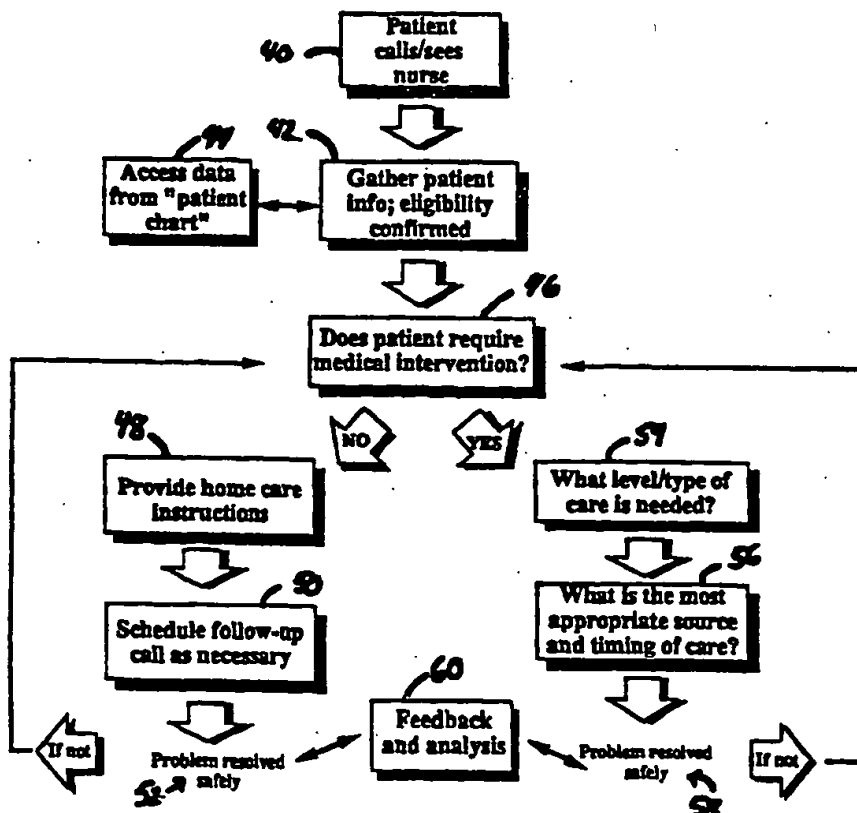 Patient
calls/sees
nurse
40
44
42
Access data
from "patient
chart"
Gather patient
info; eligibility
confirmed
46
Does patient require
medical intervention?
NO
YES
48
54
Provide home care
instructions
What level/type of
care is needed?
50
56
Schedule follow-up
call as necessary
What is the most
appropriate source
and timing of care?
60
Feedback
and analysis
If not
Problem resolved
safely
52
Problem resolved
safely
58
If not